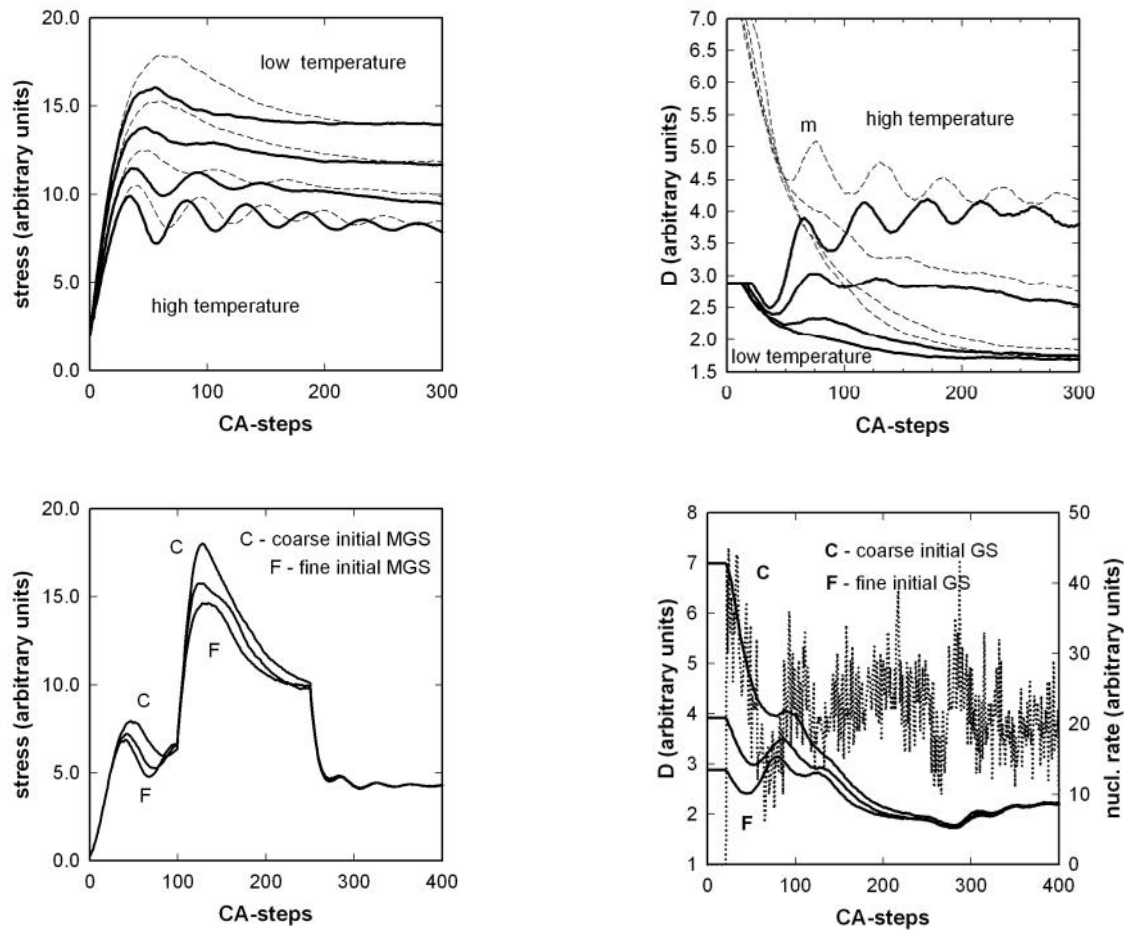 20.0
15.0
10.0
5.0
0.0
0
100
200
300
stress (arbitrary units)
CA-steps
low temperature
high temperature
7.0
6.5
6.0
5.5
5.0
4.5
4.0
3.5
3.0
2.5
2.0
1.5
0
100
200
300
D (arbitrary units)
CA-steps
m
high temperature
low temperature
20.0
15.0
10.0
5.0
0.0
0
100
200
300
400
stress (arbitrary units)
CA-steps
C
C - coarse initial MGS
F - fine initial MGS
F
C
F
8
7
6
5
4
3
2
1
0
100
200
300
400
D (arbitrary units)
CA-steps
C - coarse initial GS
F - fine initial GS
C
F
50
40
30
20
10
0
nucl. rate (arbitrary units)